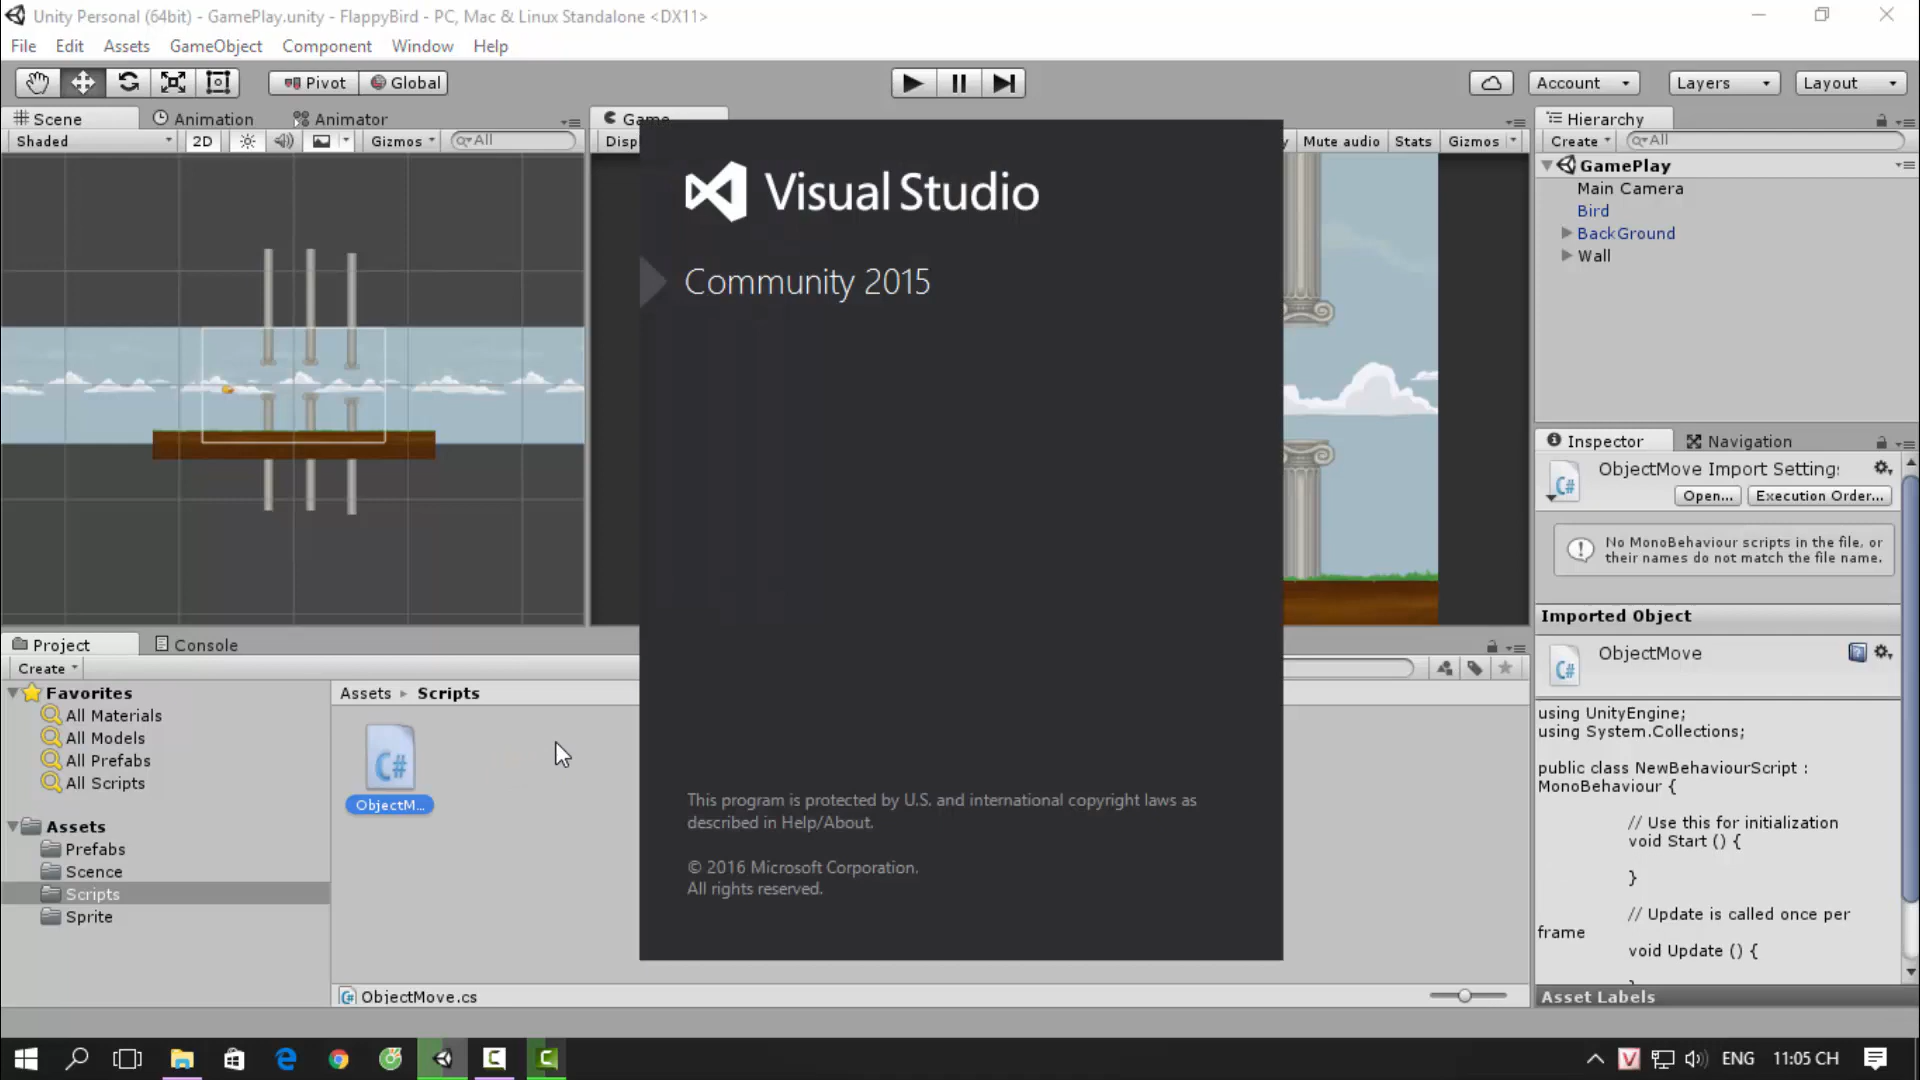 Unity Personal (64bit) - GamePlay.unity - FlappyBird - PC, Mac & Linux Standalone <DX11>
File Edit Assets GameObject Component Window Help
Pivot Global Account Layers Layout
Scene Animation Animator Game Hierarchy
Shaded 2D Gizmos All Disp Mute audio Stats Gizmos Create All
Visual Studio
Community 2015
GamePlay
Main Camera
Bird
BackGround
Wall
Inspector Navigation
ObjectMove Import Setting
Open... Execution Order...
No MonoBehaviour scripts in the file, or
their names do not match the file name.
Imported Object
ObjectMove
C#
using UnityEngine;
using System.Collections;
public class NewBehaviourScript :
MonoBehaviour {
// Use this for initialization
void Start () {
}
// Update is called once per
frame
void Update () {
Asset Labels
Project Console
Create
Favorites
All Materials
All Models
All Prefabs
All Scripts
Assets
Prefabs
Scence
Scripts
Sprite
Assets Scripts
C#
ObjectM...
This program is protected by U.S. and international copyright laws as
described in Help/About.
© 2016 Microsoft Corporation.
All rights reserved.
ObjectMove.cs
ENG 11:05 CH